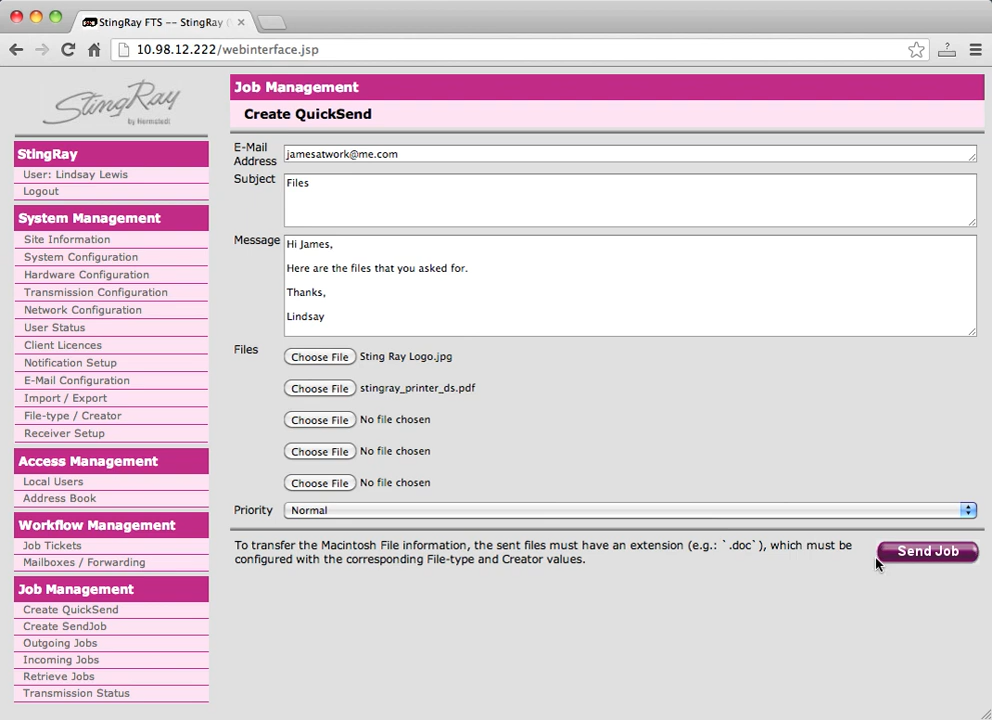 StingRay FTS -- StingRay (
10.98.12.222/webinterface.jsp
StingRay
by Hermstedt
StingRay
User: Lindsay Lewis
Logout
System Management
Site Information
System Configuration
Hardware Configuration
Transmission Configuration
Network Configuration
User Status
Client Licences
Notification Setup
E-Mail Configuration
Import / Export
File-type / Creator
Receiver Setup
Access Management
Local Users
Address Book
Workflow Management
Job Tickets
Mailboxes / Forwarding
Job Management
Create QuickSend
Create SendJob
Outgoing Jobs
Incoming Jobs
Retrieve Jobs
Transmission Status
Job Management
Create QuickSend
E-Mail
Address
jamesatwork@me.com
Subject
Files
Message
Hi James,
Here are the files that you asked for.
Thanks,
Lindsay
Files
Choose File Sting Ray Logo.jpg
Choose File stingray_printer_ds.pdf
Choose File No file chosen
Choose File No file chosen
Choose File No file chosen
Priority
Normal
To transfer the Macintosh File information, the sent files must have an extension (e.g.: `.doc`), which must be
configured with the corresponding File-type and Creator values.
Send Job